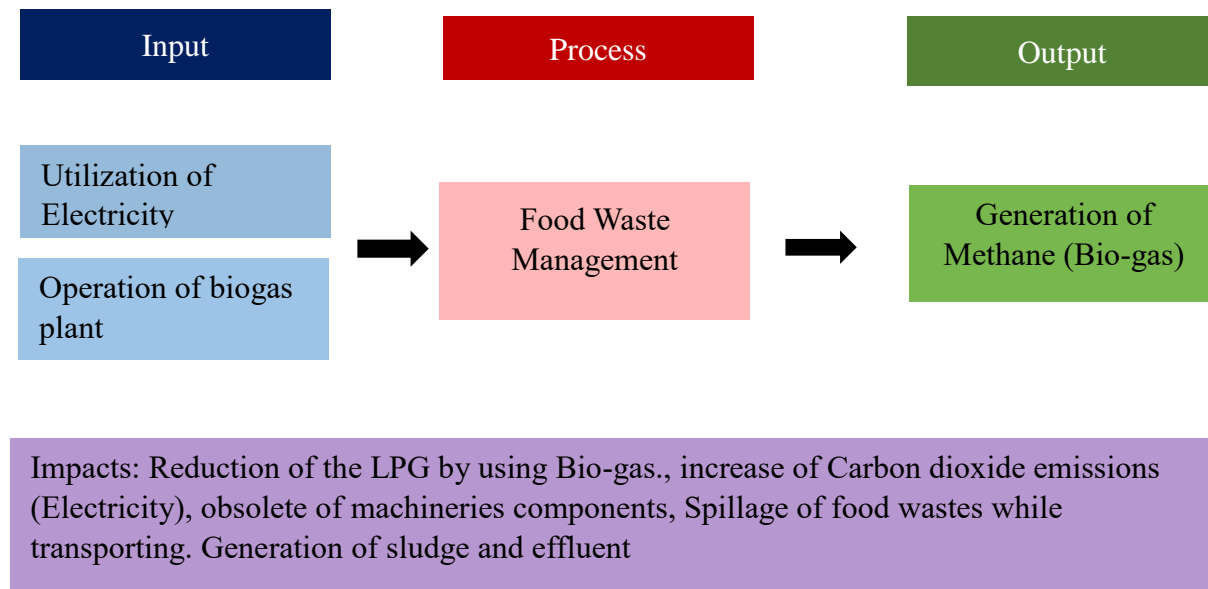 Input
Process
Output
Utilization of
Electricity
Operation of biogas
plant
Food Waste
Management
Generation of
Methane (Bio-gas)
Impacts: Reduction of the LPG by using Bio-gas., increase of Carbon dioxide emissions
(Electricity), obsolete of machineries components, Spillage of food wastes while
transporting. Generation of sludge and effluent